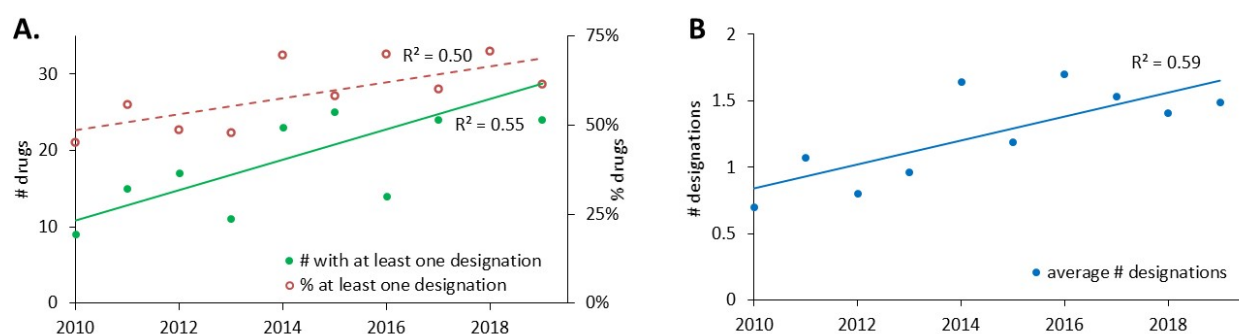 A.
# drugs
30
20
10
0
75%
50%
25%
0%
% drugs
R² = 0.50
R² = 0.55
# with at least one designation
% at least one designation
2010 2012 2014 2016 2018
B
# designations
2
1.5
1
0.5
0
R² = 0.59
average # designations
2010 2012 2014 2016 2018